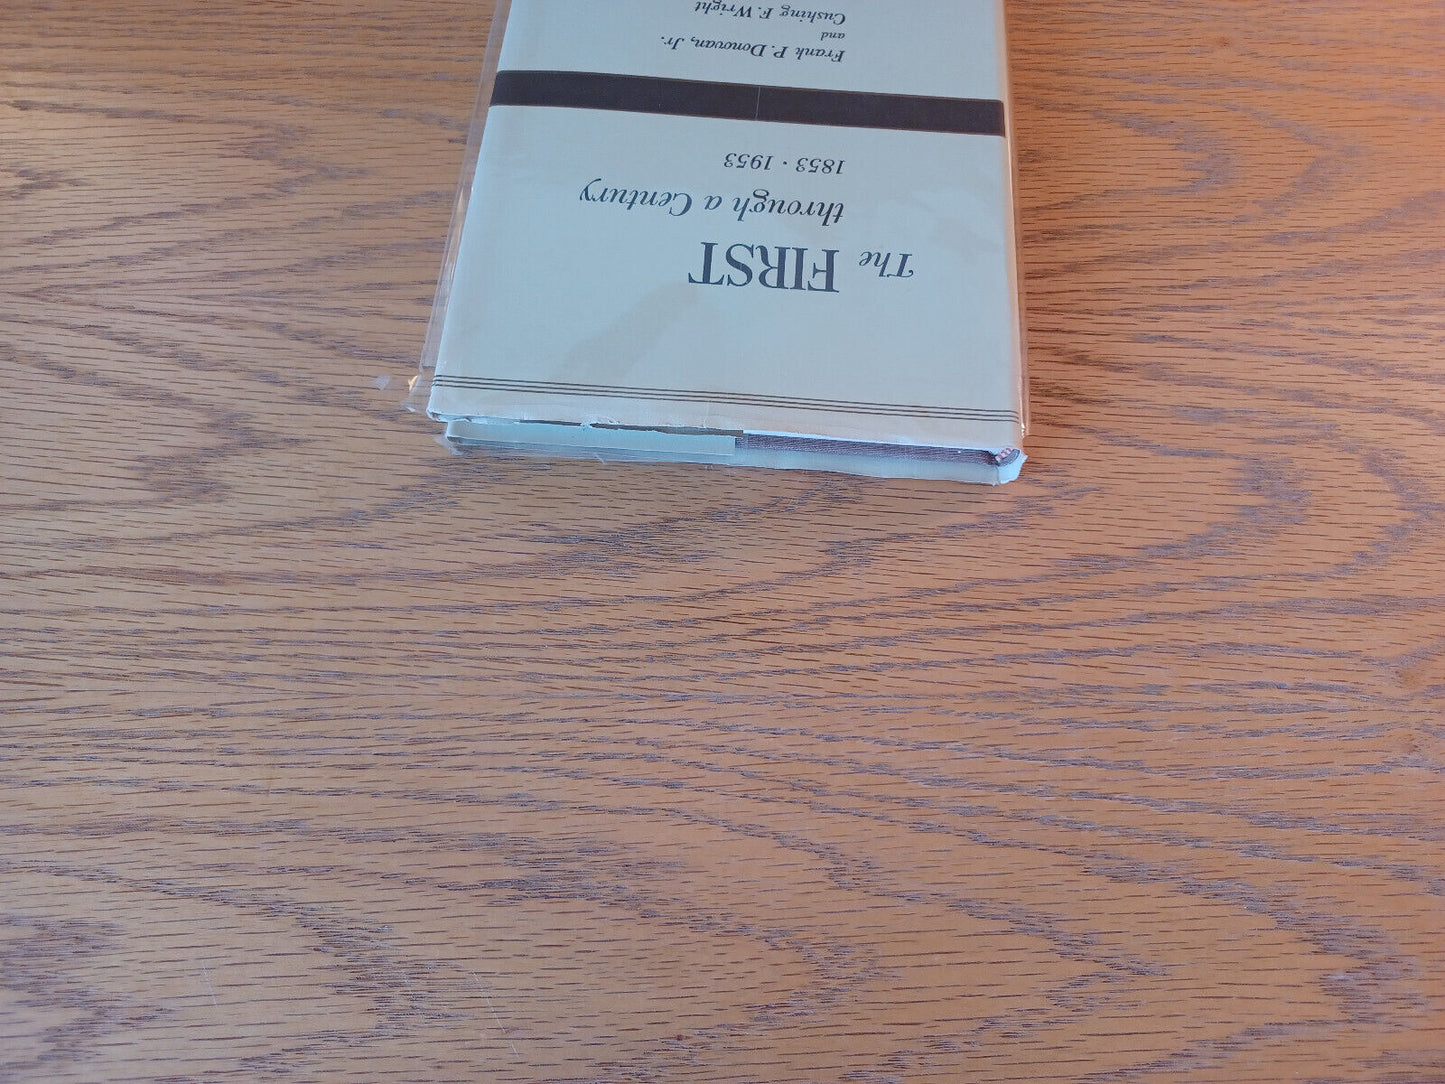 The FIRST
through a Century
1853 · 1953
Frank P. Donovan, Jr.
and
Cushing F. Wright